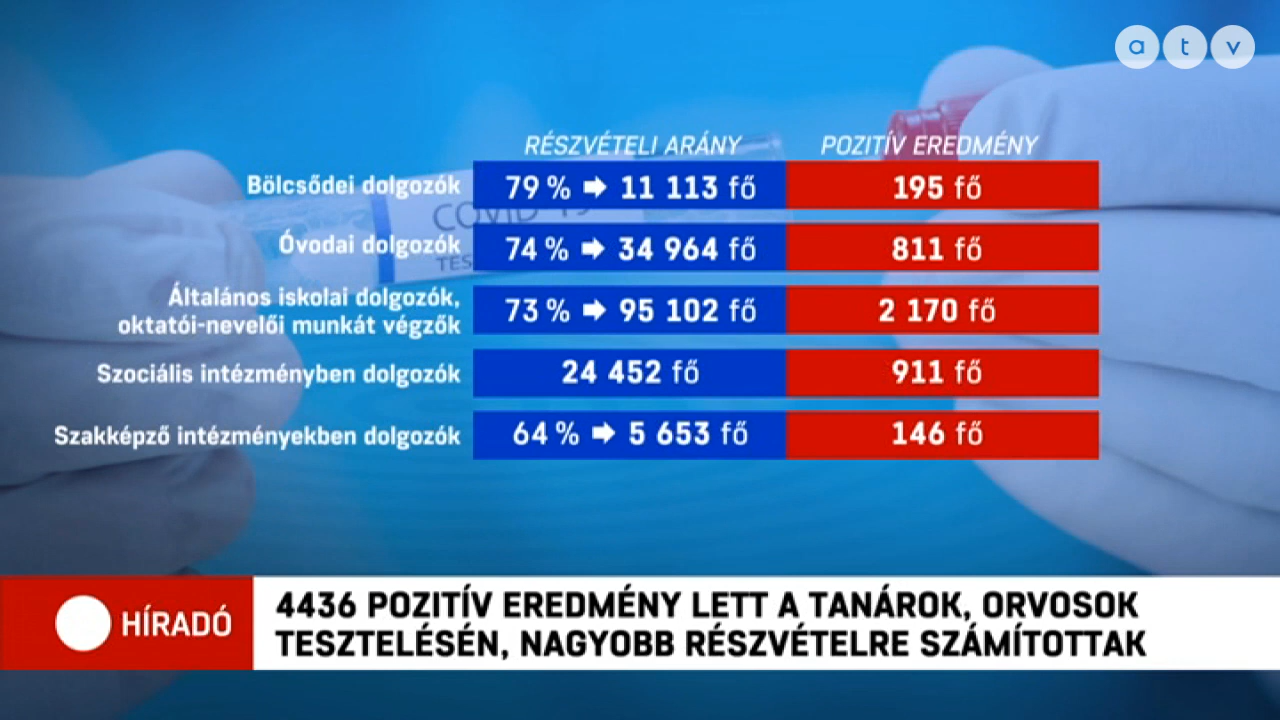 atv
RÉSZVÉTELI ARÁNY POZITÍV EREDMÉNY
Bölcsődei dolgozók 79 % ➡ 11 113 fő 195 fő
Óvodai dolgozók 74 % ➡ 34 964 fő 811 fő
Általános iskolai dolgozók,
oktatói-nevelői munkát végzők 73 % ➡ 95 102 fő 2 170 fő
Szociális intézményben dolgozók 24 452 fő 911 fő
Szakképző intézményekben dolgozók 64 % ➡ 5 653 fő 146 fő
HÍRADÓ
4436 POZITÍV EREDMÉNY LETT A TANÁROK, ORVOSOK
TESZTELÉSÉN, NAGYOBB RÉSZVÉTELRE SZÁMÍTOTTAK